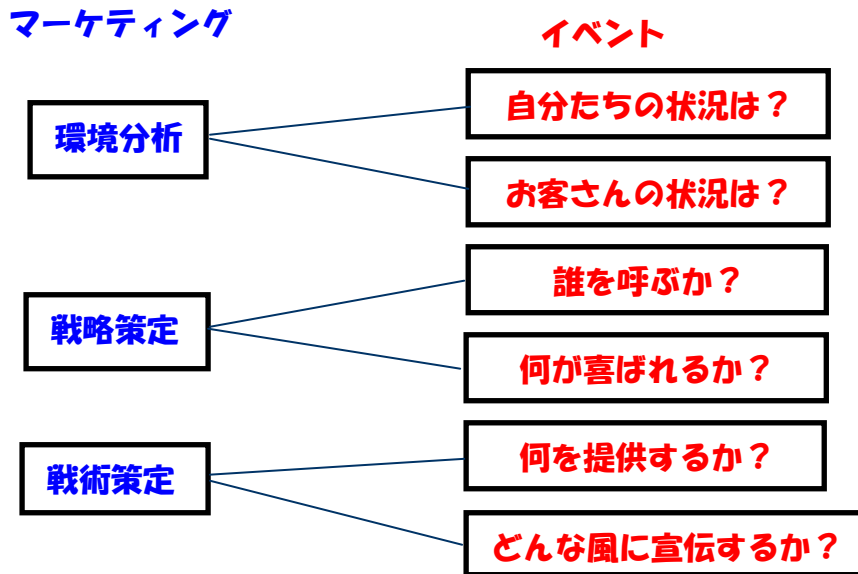 マーケティング
イベント
環境分析
自分たちの状況は？
お客さんの状況は？
戦略策定
誰を呼ぶか？
何が喜ばれるか？
戦術策定
何を提供するか？
どんな風に宣伝するか？